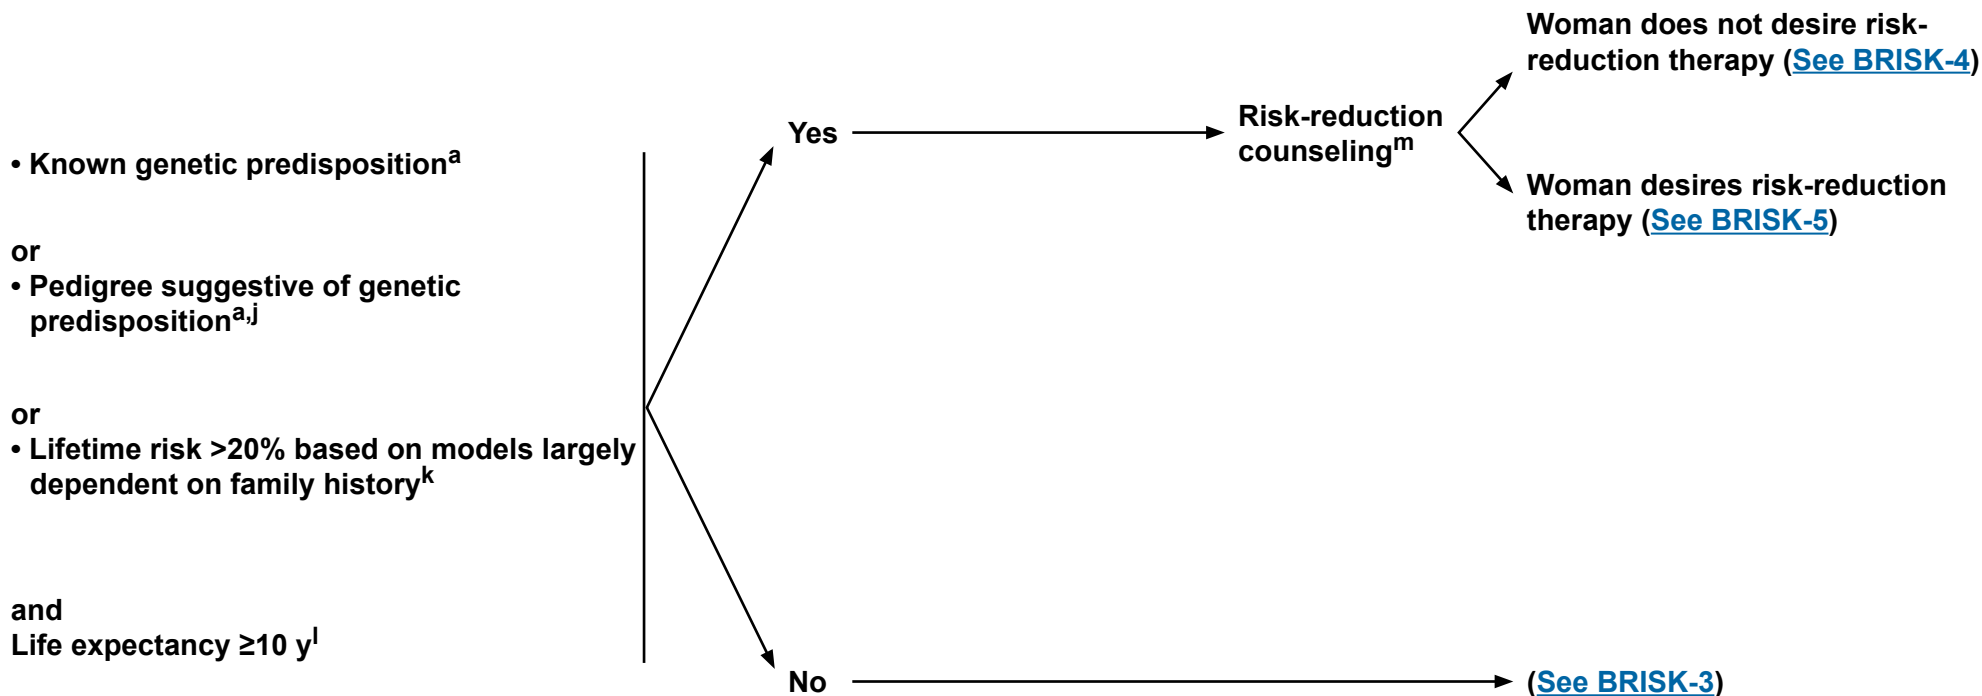 • Known genetic predispositionᵃ
or
• Pedigree suggestive of genetic
predispositionᵃ,ʲ
or
• Lifetime risk >20% based on models largely
dependent on family historyᵏ
and
Life expectancy ≥10 yˡ
Yes
No
Risk-reduction
counselingᵐ
Woman does not desire risk-
reduction therapy (See BRISK-4)
Woman desires risk-reduction
therapy (See BRISK-5)
(See BRISK-3)